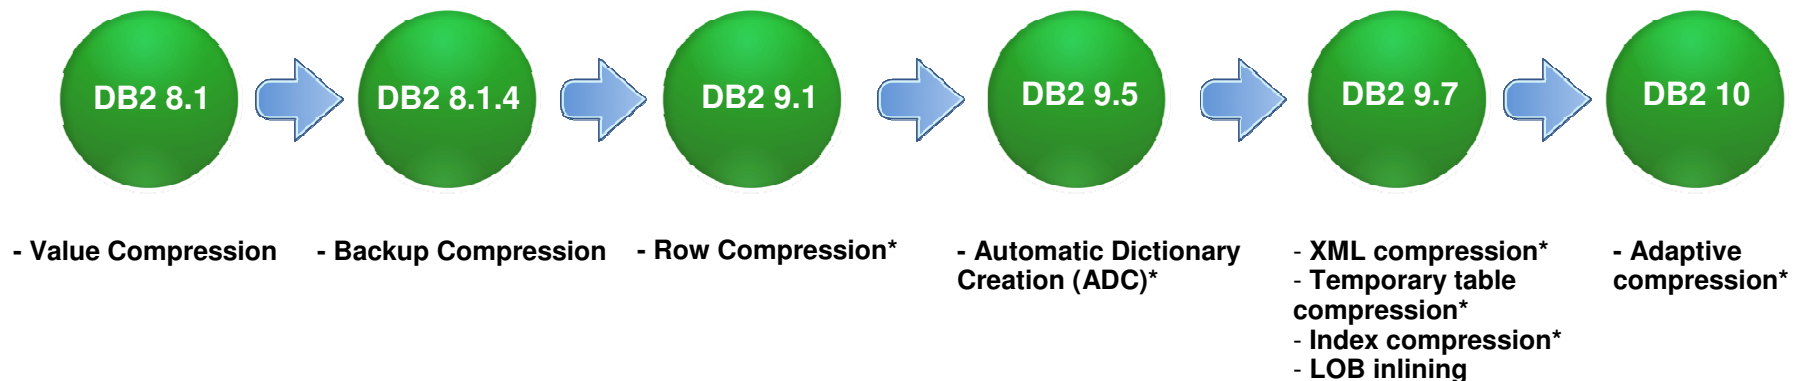 DB2 8.1
DB2 8.1.4
DB2 9.1
DB2 9.5
DB2 9.7
DB2 10
- Value Compression
- Backup Compression
- Row Compression*
- Automatic Dictionary
Creation (ADC)*
- XML compression*
- Temporary table
compression*
- Index compression*
- LOB inlining
- Adaptive
compression*